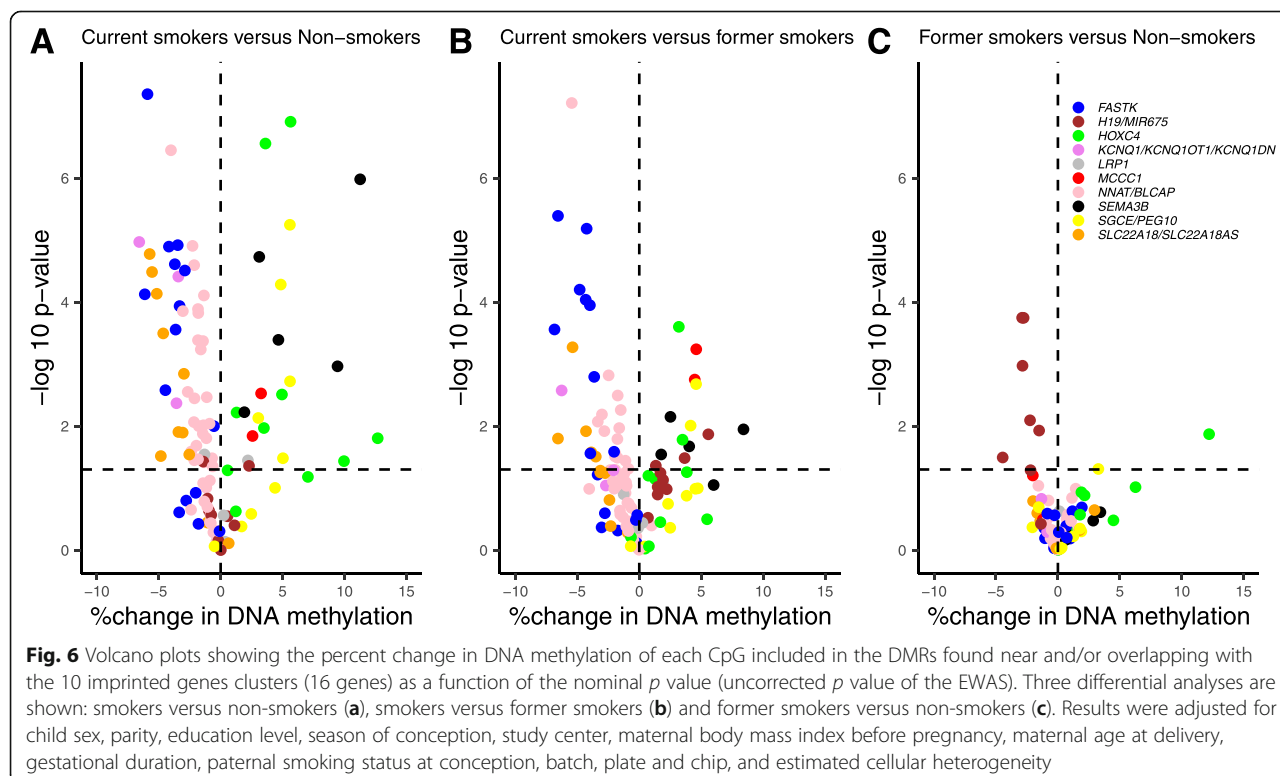 A Current smokers versus Non−smokers
B Current smokers versus former smokers
C Former smokers versus Non−smokers
−log 10 p−value
6
4
2
0
−10 −5 0 5 10 15
%change in DNA methylation
−log 10 p−value
6
4
2
0
−10 −5 0 5 10 15
%change in DNA methylation
−log 10 p−value
6
4
2
0
−10 −5 0 5 10 15
%change in DNA methylation
FASTK
H19/MIR675
HOXC4
KCNQ1/KCNQ1OT1/KCNQ1DN
LRP1
MCCC1
NNAT/BLCAP
SEMA3B
SGCE/PEG10
SLC22A18/SLC22A18AS
Fig. 6 Volcano plots showing the percent change in DNA methylation of each CpG included in the DMRs found near and/or overlapping with
the 10 imprinted genes clusters (16 genes) as a function of the nominal p value (uncorrected p value of the EWAS). Three differential analyses are
shown: smokers versus non-smokers (a), smokers versus former smokers (b) and former smokers versus non-smokers (c). Results were adjusted for
child sex, parity, education level, season of conception, study center, maternal body mass index before pregnancy, maternal age at delivery,
gestational duration, paternal smoking status at conception, batch, plate and chip, and estimated cellular heterogeneity